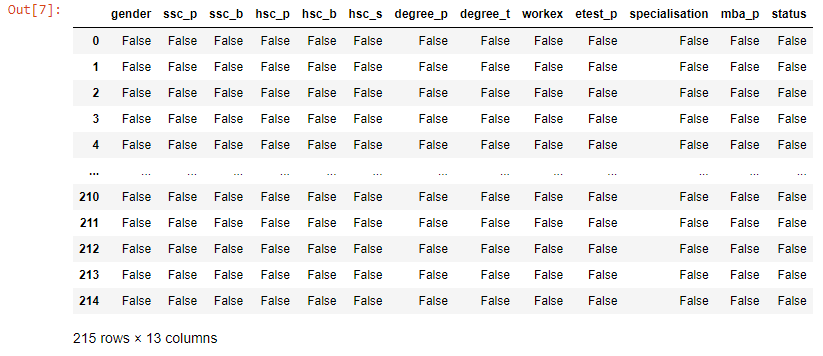 Out[7]:
gender ssc_p ssc_b hsc_p hsc_b hsc_s degree_p degree_t workex etest_p specialisation mba_p status
0 False False False False False False False False False False False False False
1 False False False False False False False False False False False False False
2 False False False False False False False False False False False False False
3 False False False False False False False False False False False False False
4 False False False False False False False False False False False False False
... ... ... ... ... ... ... ... ... ... ... ... ... ...
210 False False False False False False False False False False False False False
211 False False False False False False False False False False False False False
212 False False False False False False False False False False False False False
213 False False False False False False False False False False False False False
214 False False False False False False False False False False False False False
215 rows × 13 columns